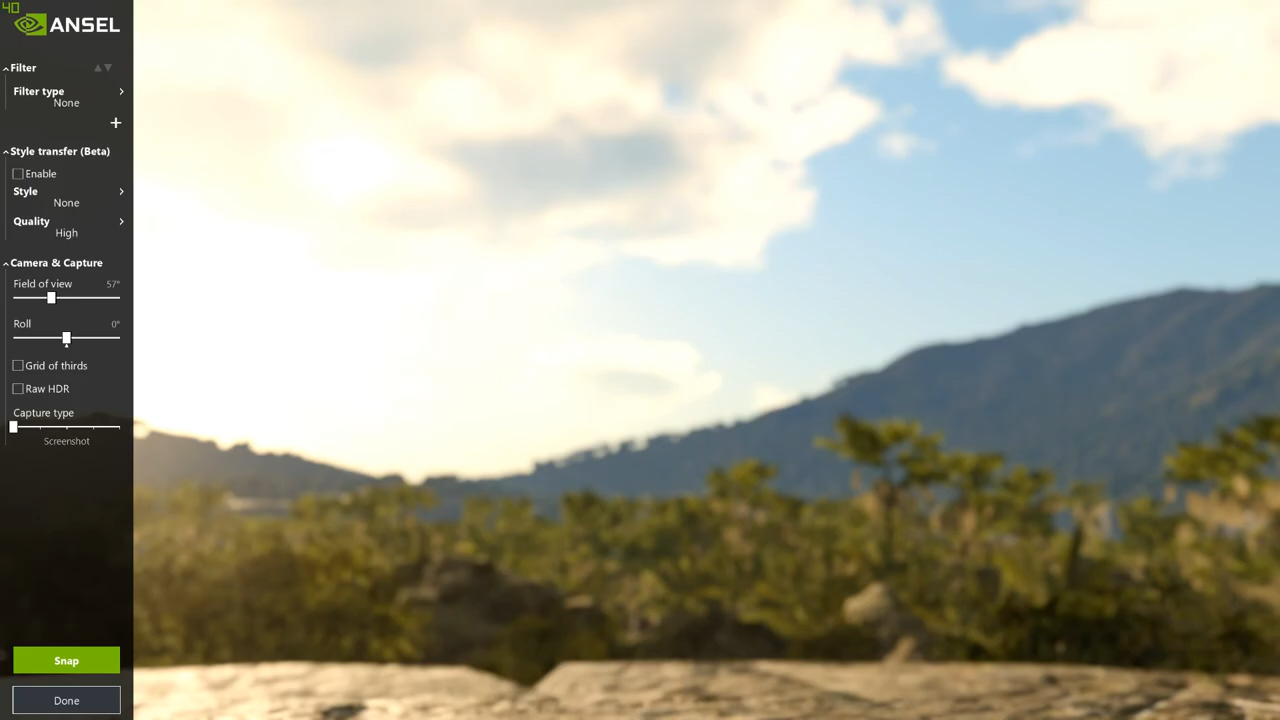 40
ANSEL
Filter
Filter type
None
Style transfer (Beta)
Enable
Style
None
Quality
High
Camera & Capture
Field of view 57°
Roll 0°
Grid of thirds
Raw HDR
Capture type
Screenshot
Snap
Done